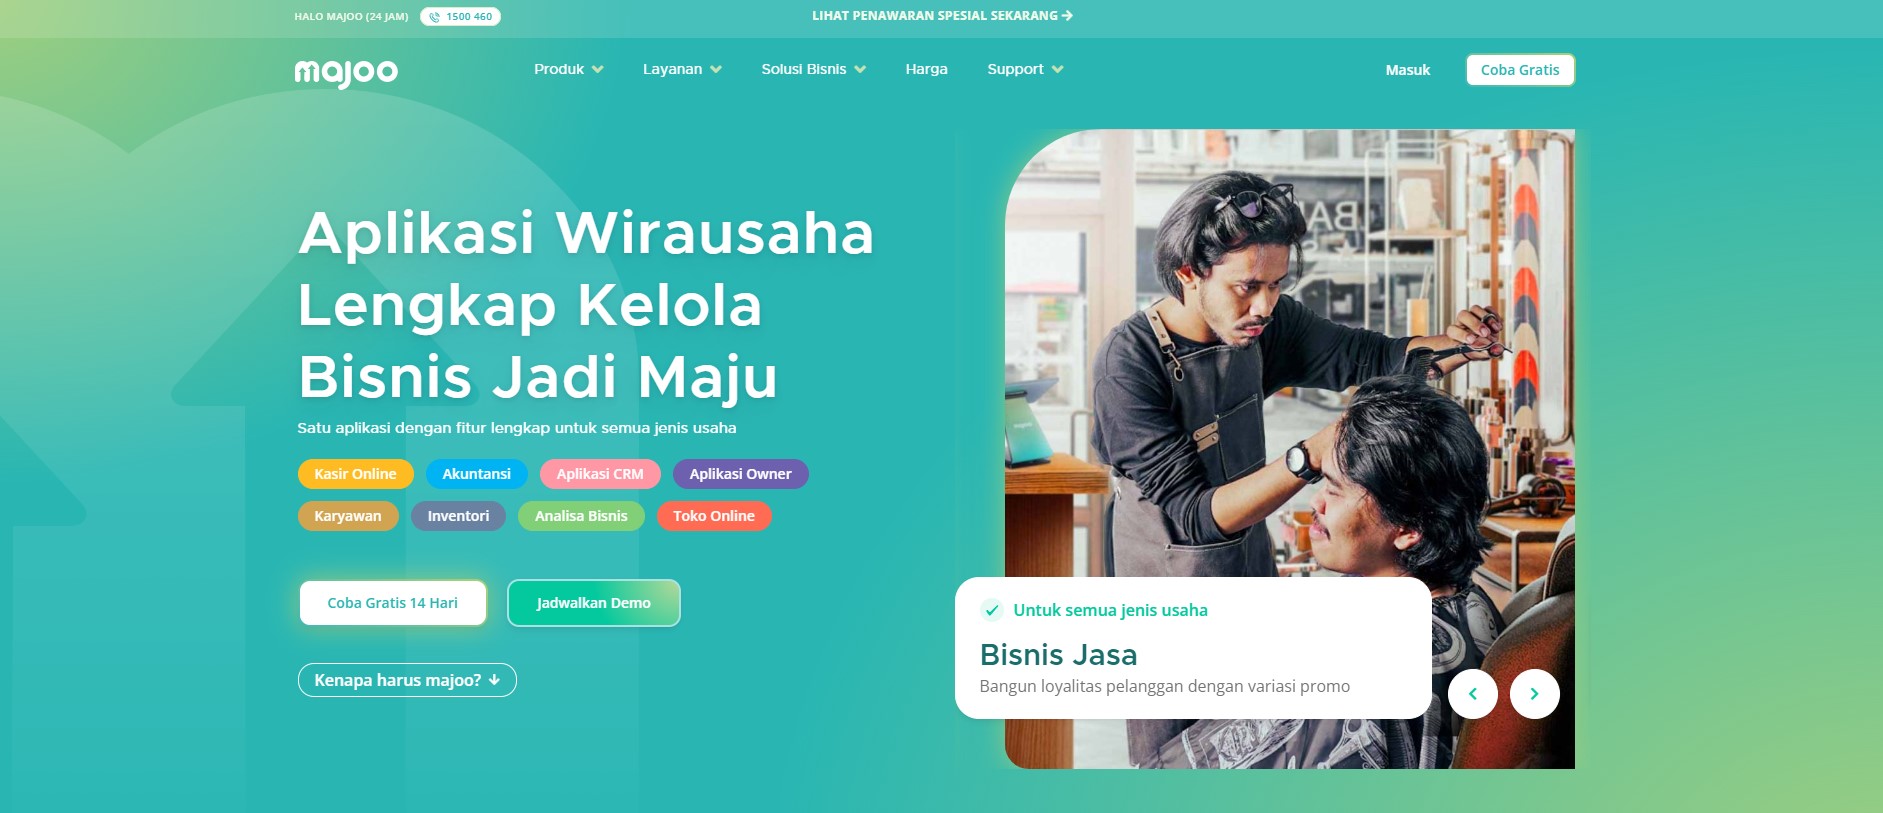 HALO MAJOO (24 JAM)
1500 460
LIHAT PENAWARAN SPESIAL SEKARANG
majoo
Produk
Layanan
Solusi Bisnis
Harga
Support
Masuk
Coba Gratis
Aplikasi Wirausaha
Lengkap Kelola
Bisnis Jadi Maju
Satu aplikasi dengan fitur lengkap untuk semua jenis usaha
Kasir Online
Akuntansi
Aplikasi CRM
Aplikasi Owner
Karyawan
Inventori
Analisa Bisnis
Toko Online
Coba Gratis 14 Hari
Jadwalkan Demo
Kenapa harus majoo?
Untuk semua jenis usaha
Bisnis Jasa
Bangun loyalitas pelanggan dengan variasi promo